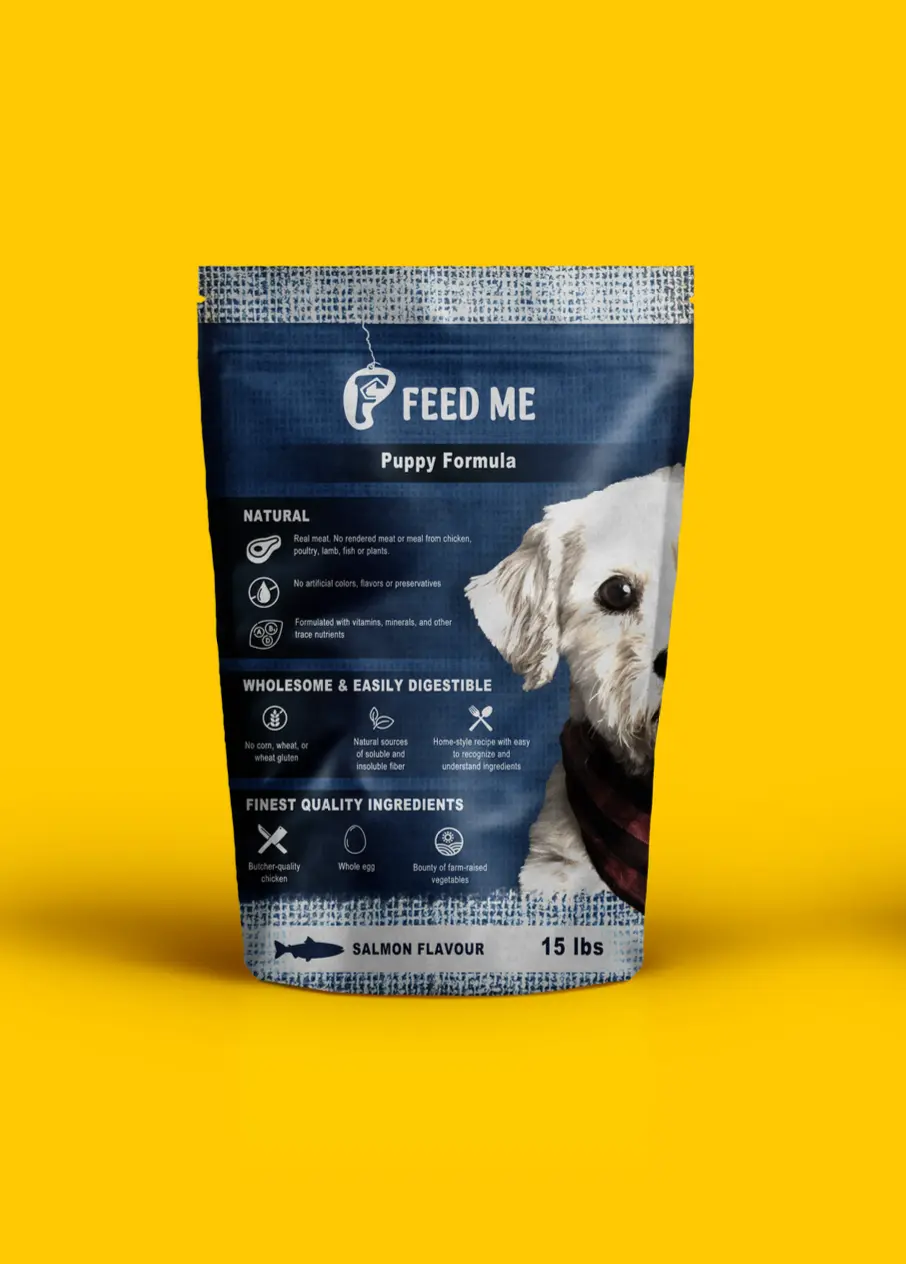 FEED ME
Puppy Formula
NATURAL
Real meat. No rendered meat or meal from chicken,
poultry, lamb, fish or plants.
No artificial colors, flavors or preservatives
A B₆ D
Formulated with vitamins, minerals, and other
trace nutrients
WHOLESOME & EASILY DIGESTIBLE
No corn, wheat, or
wheat gluten
Natural sources
of soluble and
insoluble fiber
Home-style recipe with easy
to recognize and
understand ingredients
FINEST QUALITY INGREDIENTS
Butcher-quality
chicken
Whole egg
Bounty of farm-raised
vegetables
SALMON FLAVOUR
15 lbs